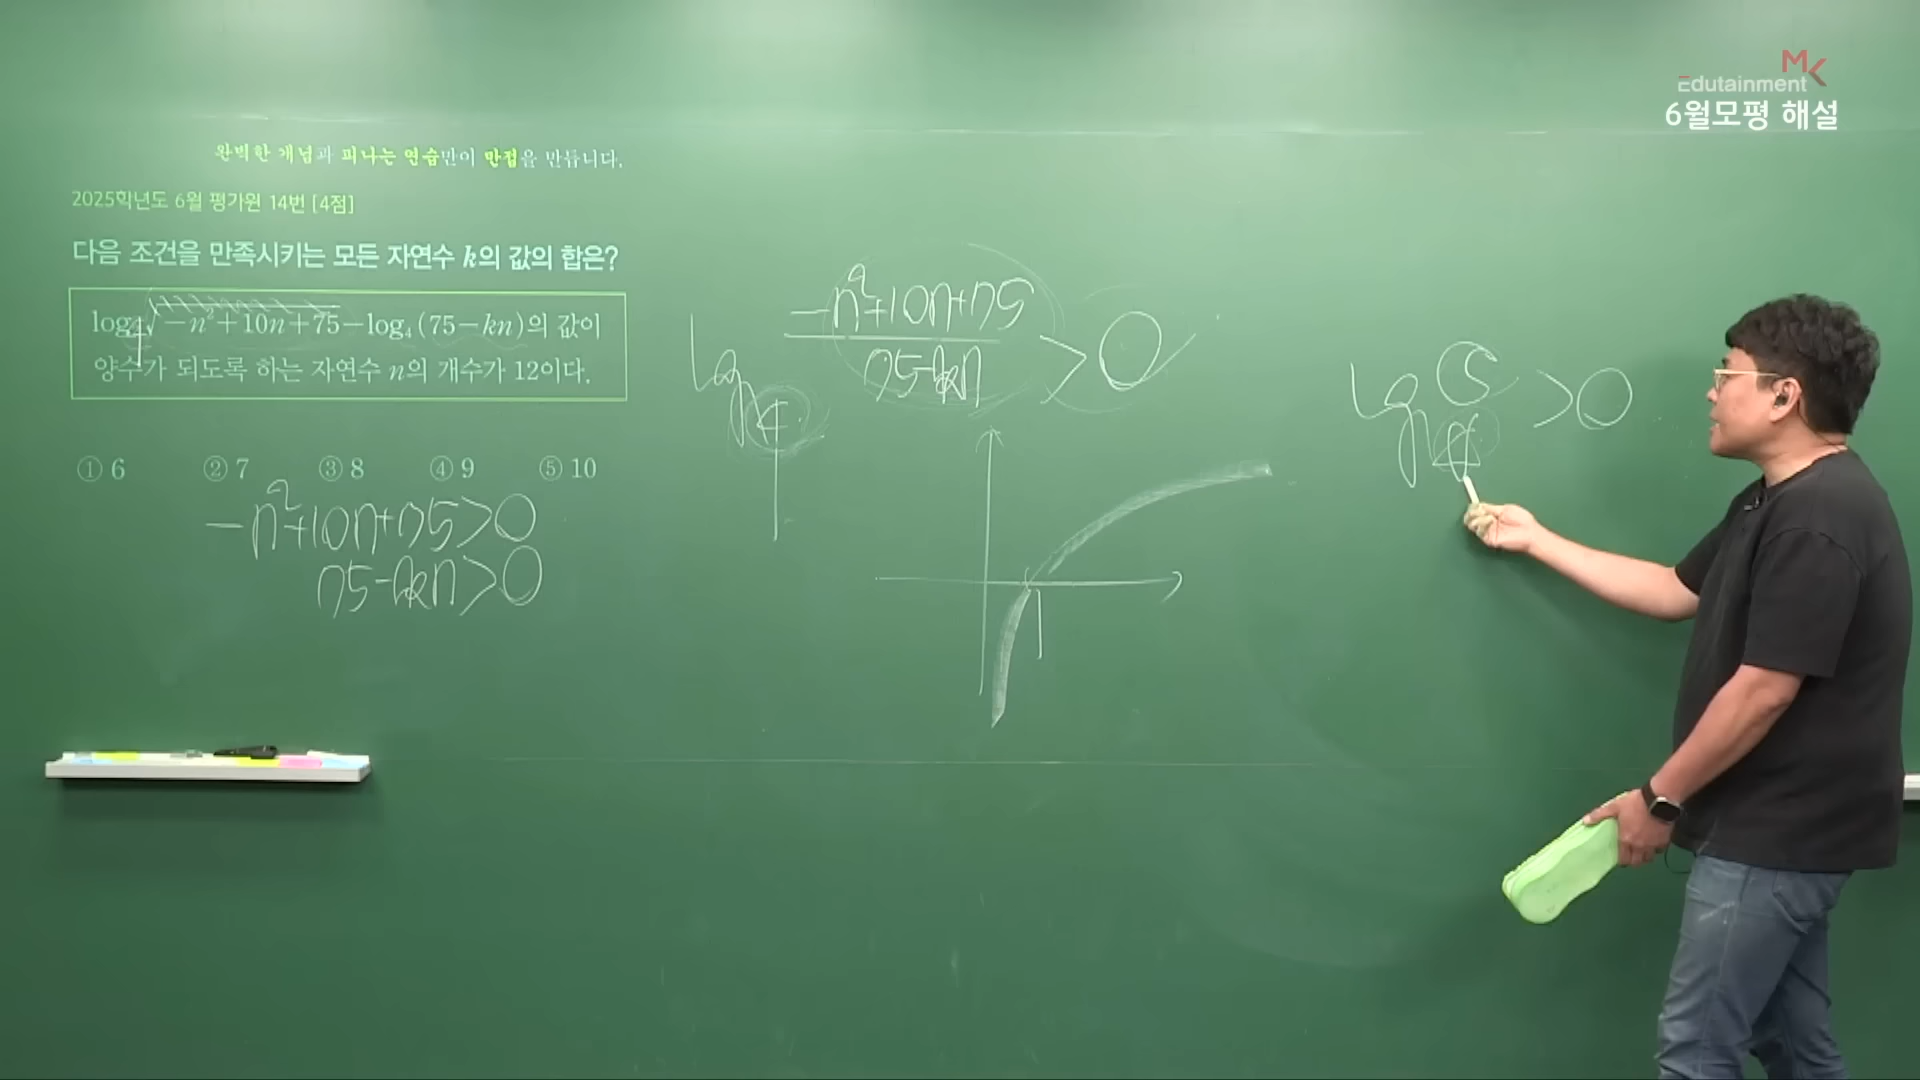 MK
Edutainment
6월모평 해설
완벽한 개념과 피나는 연습만이 만점을 만듭니다.
2025학년도 6월 평가원 14번 [4점]
다음 조건을 만족시키는 모든 자연수 k의 값의 합은?
log₂√-n²+10n+75-log₄(75-kn)의 값이
양수가 되도록 하는 자연수 n의 개수가 12이다.
① 6 ② 7 ③ 8 ④ 9 ⑤ 10
-n²+10n+75>0
75-kn>0
log₄ (-n²+10n+75)/(75-kn) > 0
1
log 5 > 0